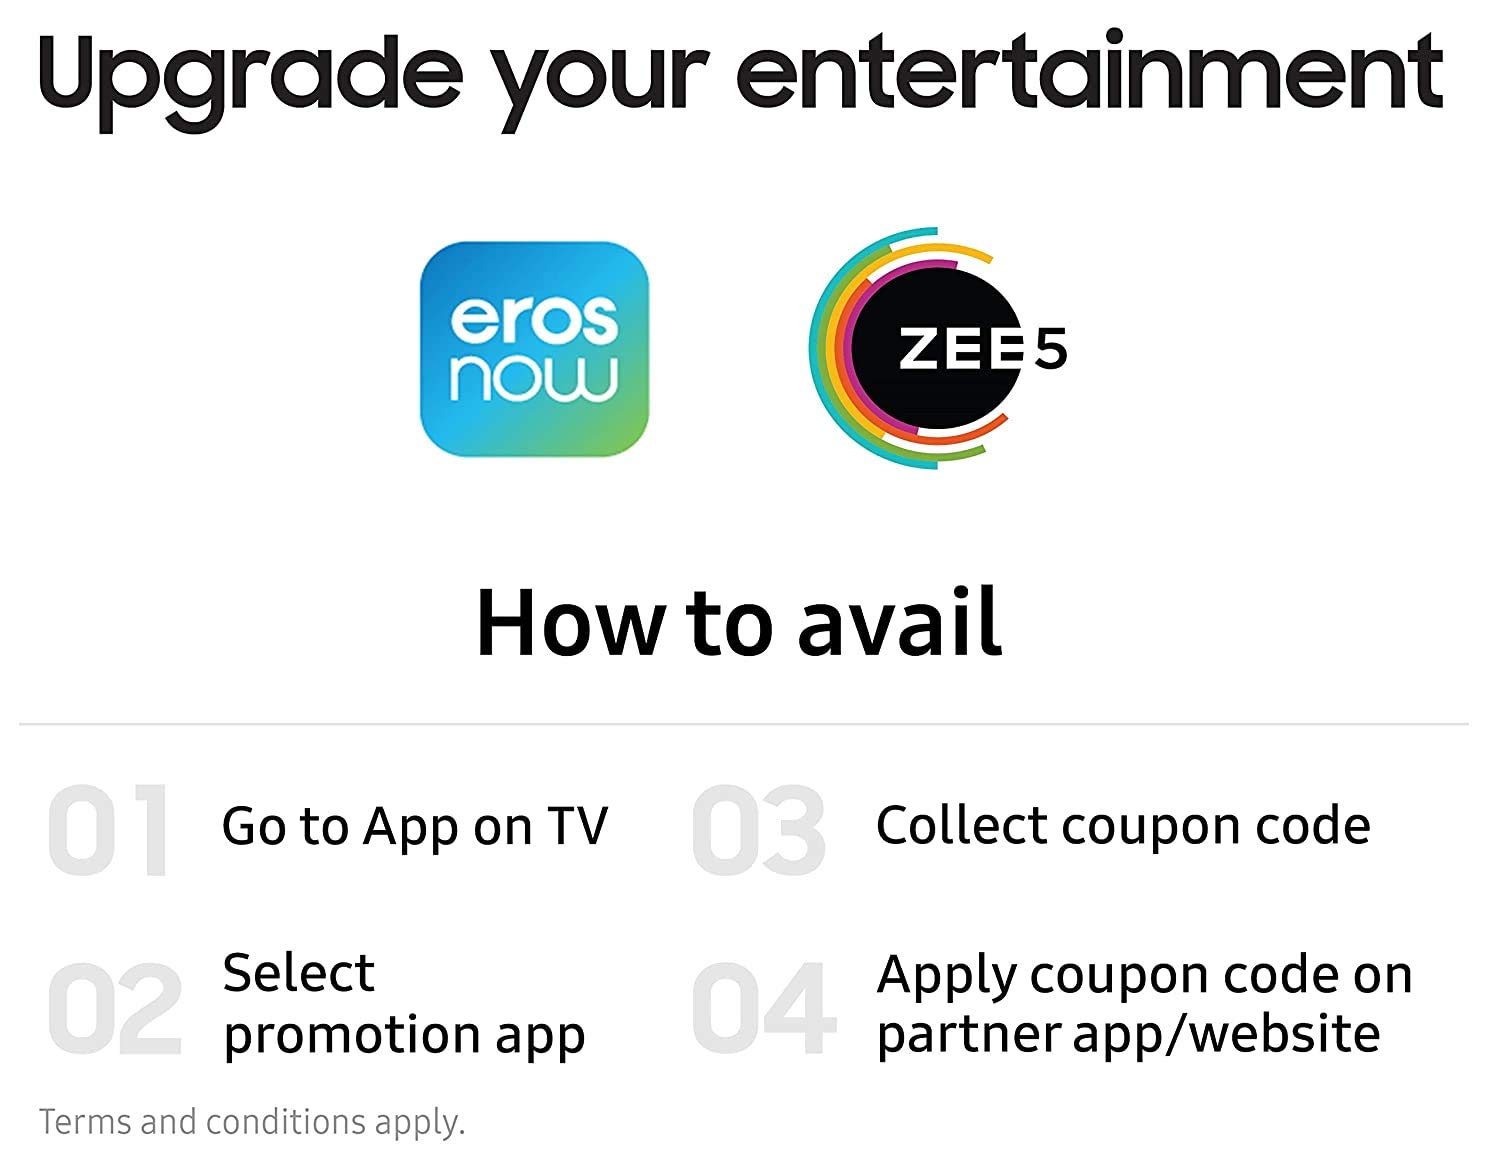 Upgrade your entertainment
eros
now
ZEE5
How to avail
01
Go to App on TV
02
Select
promotion app
03
Collect coupon code
04
Apply coupon code on
partner app/website
Terms and conditions apply.